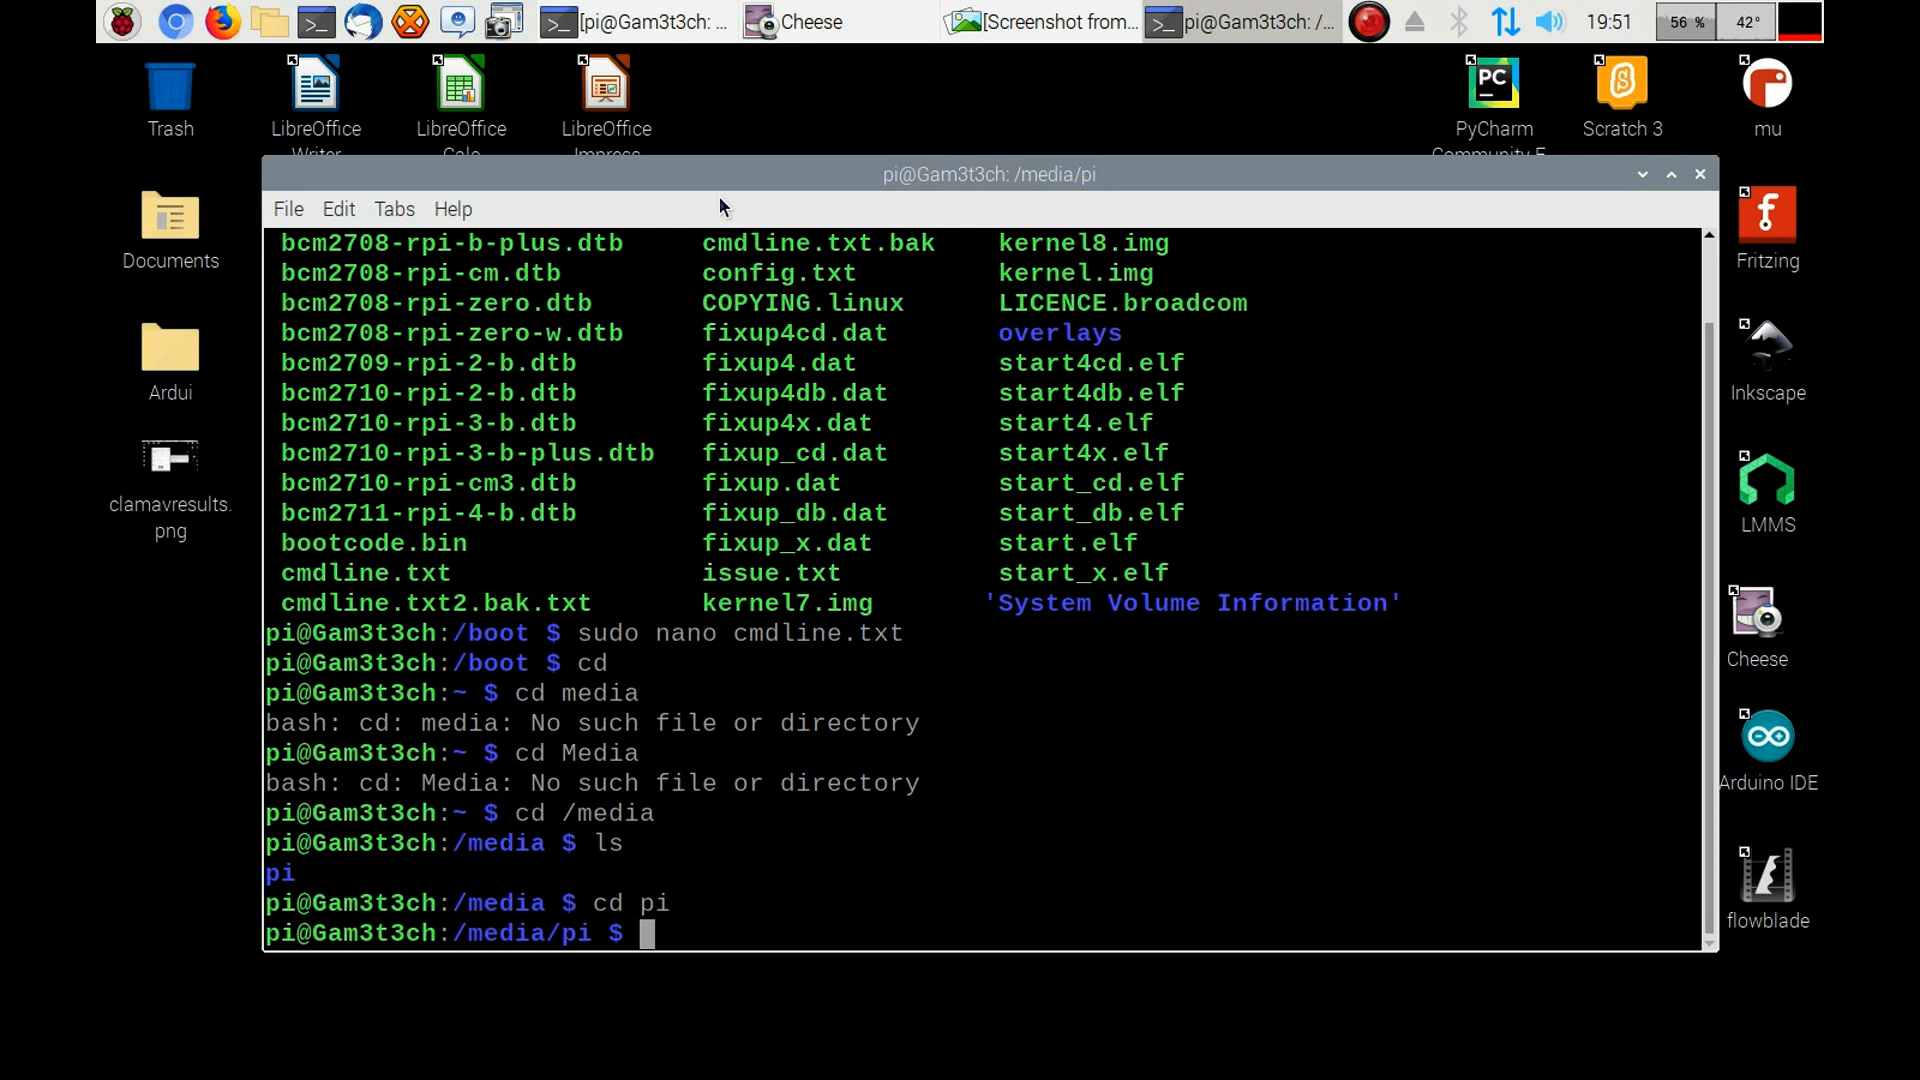 [pi@Gam3t3ch: ... Cheese [Screenshot from... pi@Gam3t3ch: /... 19:51 56 % 42°
Trash LibreOffice LibreOffice LibreOffice PyCharm Scratch 3 mu
Writer Calc Impress Community E
pi@Gam3t3ch: /media/pi
File Edit Tabs Help
bcm2708-rpi-b-plus.dtb cmdline.txt.bak kernel8.img
bcm2708-rpi-cm.dtb config.txt kernel.img
bcm2708-rpi-zero.dtb COPYING.linux LICENCE.broadcom
bcm2708-rpi-zero-w.dtb fixup4cd.dat overlays
bcm2709-rpi-2-b.dtb fixup4.dat start4cd.elf
bcm2710-rpi-2-b.dtb fixup4db.dat start4db.elf
bcm2710-rpi-3-b.dtb fixup4x.dat start4.elf
bcm2710-rpi-3-b-plus.dtb fixup_cd.dat start4x.elf
bcm2710-rpi-cm3.dtb fixup.dat start_cd.elf
bcm2711-rpi-4-b.dtb fixup_db.dat start_db.elf
bootcode.bin fixup_x.dat start.elf
cmdline.txt issue.txt start_x.elf
cmdline.txt2.bak.txt kernel7.img 'System Volume Information'
pi@Gam3t3ch:/boot $ sudo nano cmdline.txt
pi@Gam3t3ch:/boot $ cd
pi@Gam3t3ch:~ $ cd media
bash: cd: media: No such file or directory
pi@Gam3t3ch:~ $ cd Media
bash: cd: Media: No such file or directory
pi@Gam3t3ch:~ $ cd /media
pi@Gam3t3ch:/media $ ls
pi
pi@Gam3t3ch:/media $ cd pi
pi@Gam3t3ch:/media/pi $
Documents
Ardui
clamavresults.
png
Fritzing
Inkscape
LMMS
Cheese
Arduino IDE
flowblade